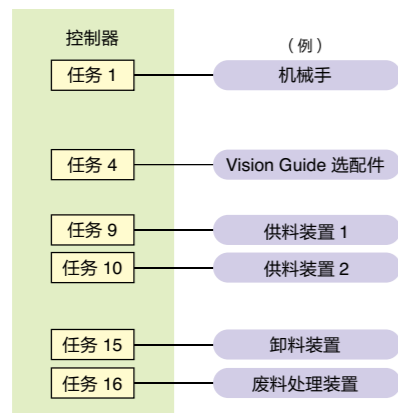 控制器
（例）
任务 1
机械手
任务 4
Vision Guide 选配件
任务 9
供料装置 1
任务 10
供料装置 2
任务 15
卸料装置
任务 16
废料处理装置